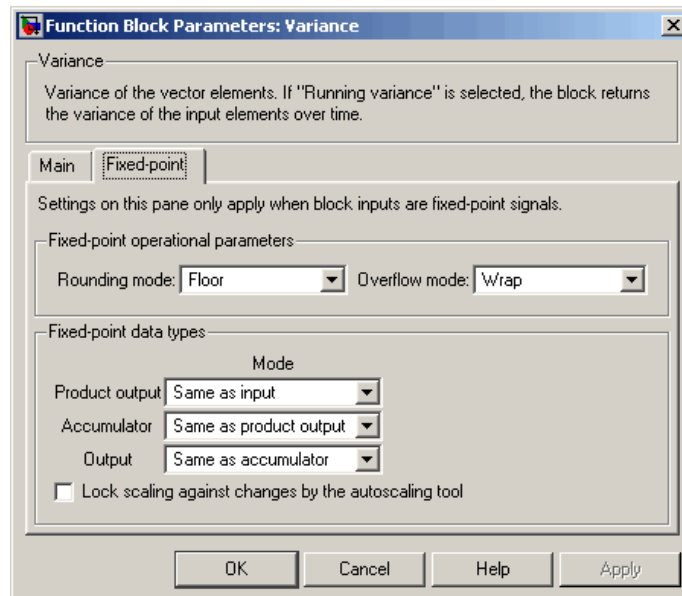 Function Block Parameters: Variance
Variance
Variance of the vector elements. If "Running variance" is selected, the block returns
the variance of the input elements over time.
Main Fixed-point
Settings on this pane only apply when block inputs are fixed-point signals.
Fixed-point operational parameters
Rounding mode: Floor Overflow mode: Wrap
Fixed-point data types
Mode
Product output Same as input
Accumulator Same as product output
Output Same as accumulator
Lock scaling against changes by the autoscaling tool
OK Cancel Help Apply